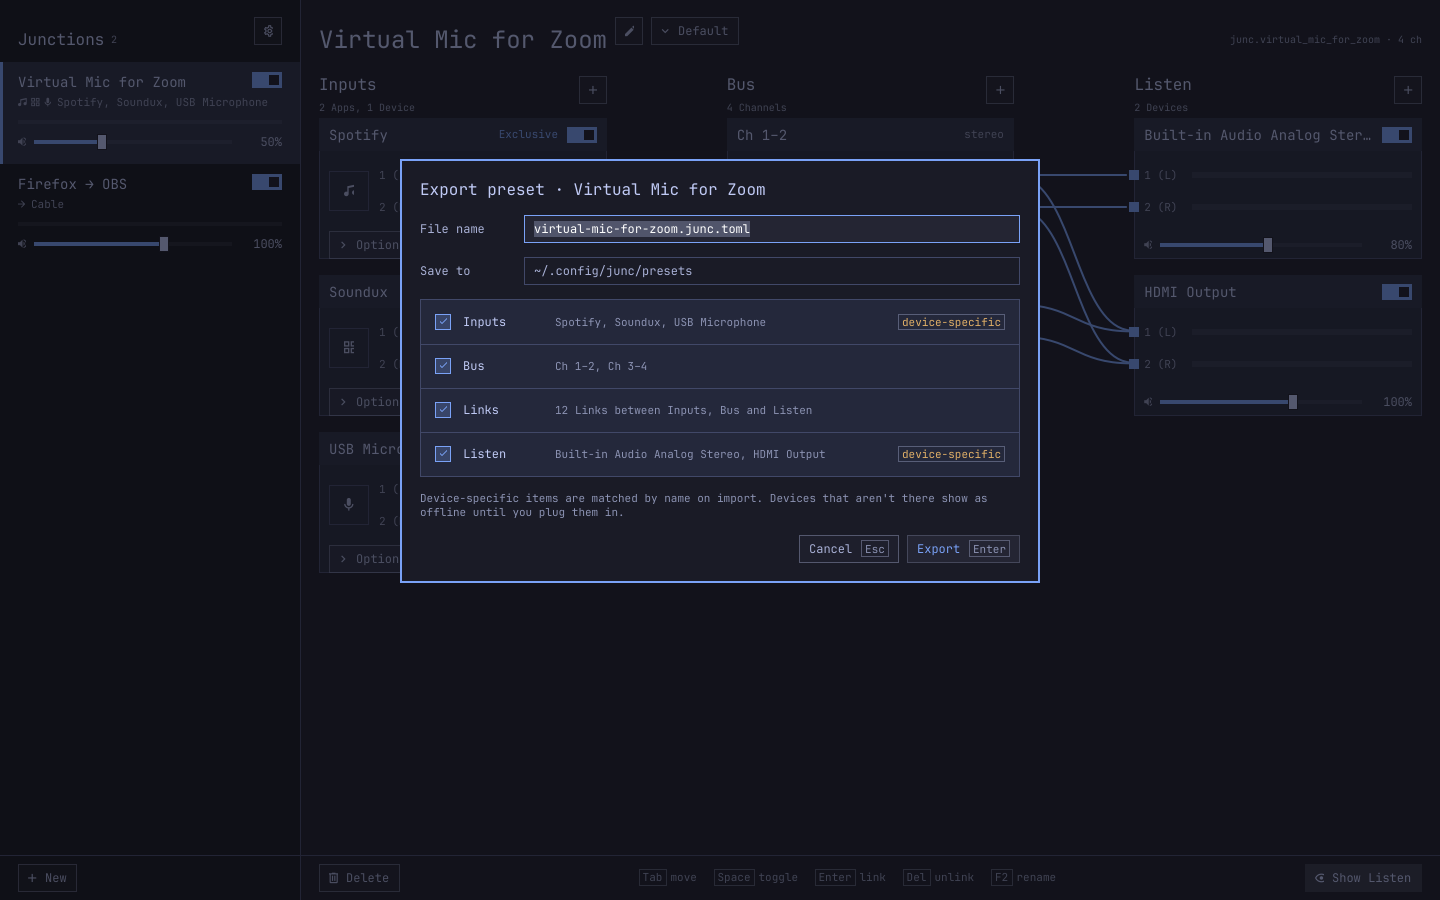 Junctions 2
Virtual Mic for Zoom
Spotify, Soundux, USB Microphone
50%
Firefox → OBS
→ Cable
100%
+ New
Virtual Mic for Zoom
Default
junc.virtual_mic_for_zoom · 4 ch
Inputs
+
2 Apps, 1 Device
Spotify
Exclusive
1 (
2 (
Option
Soundux
1 (
2 (
Option
USB Micro
1 (
2 (
Option
Bus
+
4 Channels
Ch 1-2
stereo
Listen
+
2 Devices
Built-in Audio Analog Ster…
1 (L)
2 (R)
80%
HDMI Output
1 (L)
2 (R)
100%
Export preset · Virtual Mic for Zoom
File name
virtual-mic-for-zoom.junc.toml
Save to
~/.config/junc/presets
Inputs
Spotify, Soundux, USB Microphone
device-specific
Bus
Ch 1-2, Ch 3-4
Links
12 Links between Inputs, Bus and Listen
Listen
Built-in Audio Analog Stereo, HDMI Output
device-specific
Device-specific items are matched by name on import. Devices that aren't there show as
offline until you plug them in.
Cancel Esc
Export Enter
Delete
Tab move
Space toggle
Enter link
Del unlink
F2 rename
Show Listen